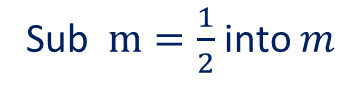 Sub m = 1/2 into m